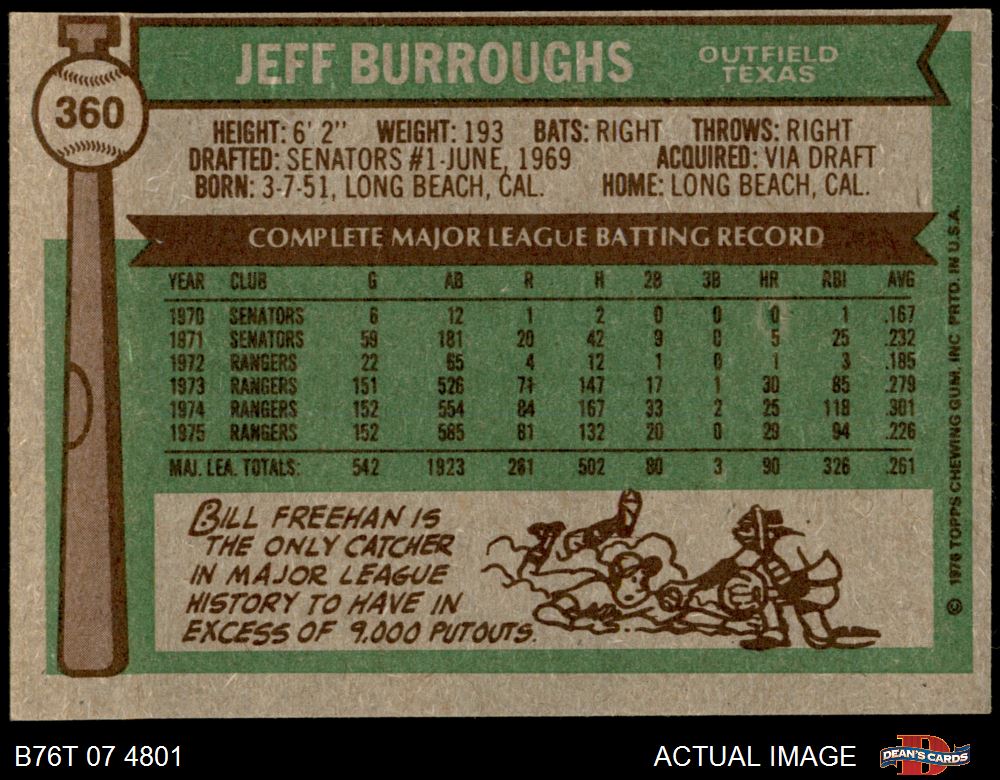 360
JEFF BURROUGHS
OUTFIELD
TEXAS
HEIGHT: 6' 2" WEIGHT: 193 BATS: RIGHT THROWS: RIGHT
DRAFTED: SENATORS #1-JUNE, 1969 ACQUIRED: VIA DRAFT
BORN: 3-7-51, LONG BEACH, CAL. HOME: LONG BEACH, CAL.
COMPLETE MAJOR LEAGUE BATTING RECORD
YEAR CLUB G AB R H 2B 3B HR RBI AVG
1970 SENATORS 6 12 1 2 0 0 0 1 .167
1971 SENATORS 59 181 20 42 9 0 5 25 .232
1972 RANGERS 22 65 4 12 1 0 1 3 .185
1973 RANGERS 151 526 71 147 17 1 30 85 .279
1974 RANGERS 152 554 84 167 33 2 25 118 .301
1975 RANGERS 152 585 81 132 20 0 29 94 .226
MAJ. LEA. TOTALS: 542 1923 261 502 80 3 90 326 .261
BILL FREEHAN IS
THE ONLY CATCHER
IN MAJOR LEAGUE
HISTORY TO HAVE IN
EXCESS OF 9,000 PUTOUTS.
© 1976 TOPPS CHEWING GUM, INC PRTD. IN U.S.A.
B76T 07 4801
ACTUAL IMAGE
DEAN'S CARDS